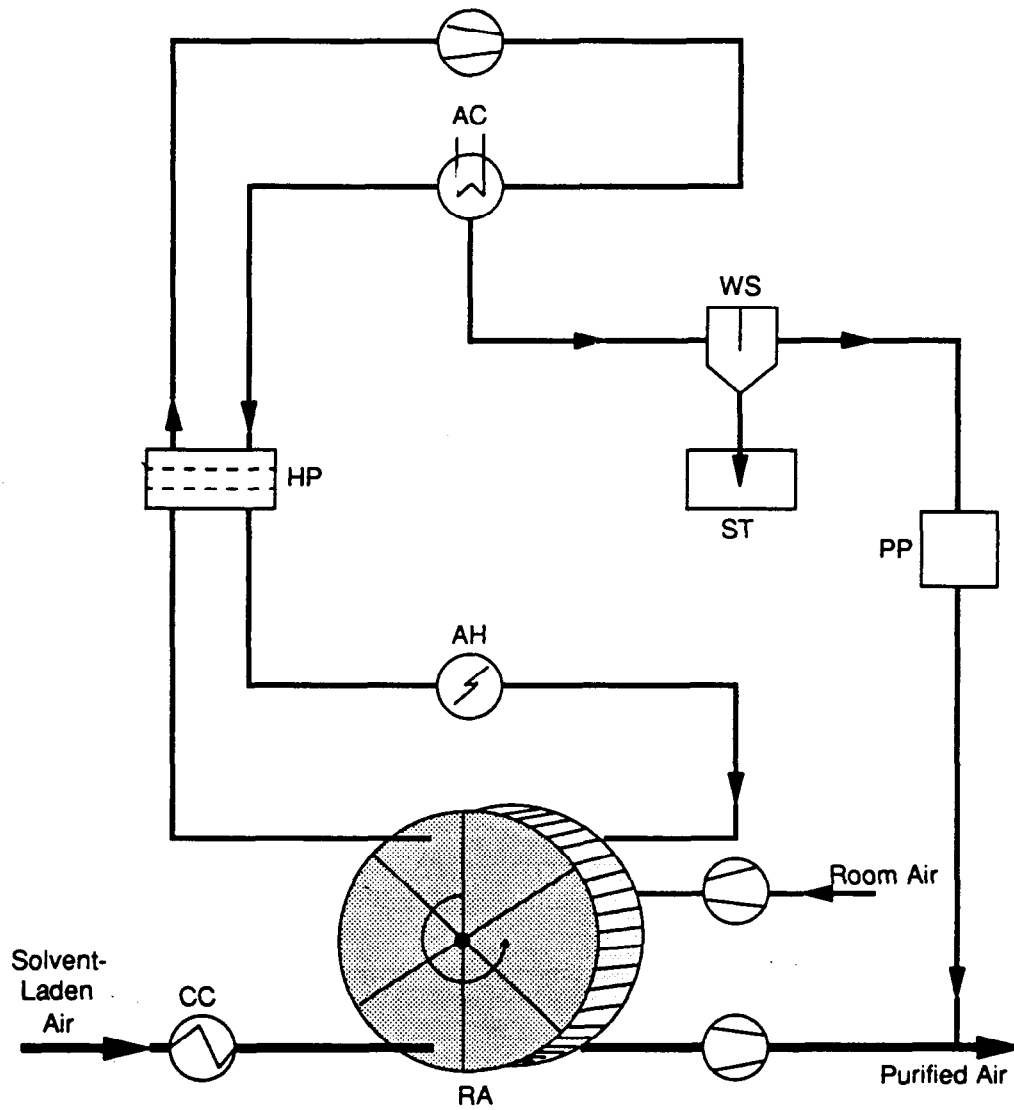 AC
WS
HP
ST
PP
AH
Room Air
Solvent-
Laden
Air
CC
Purified Air
RA